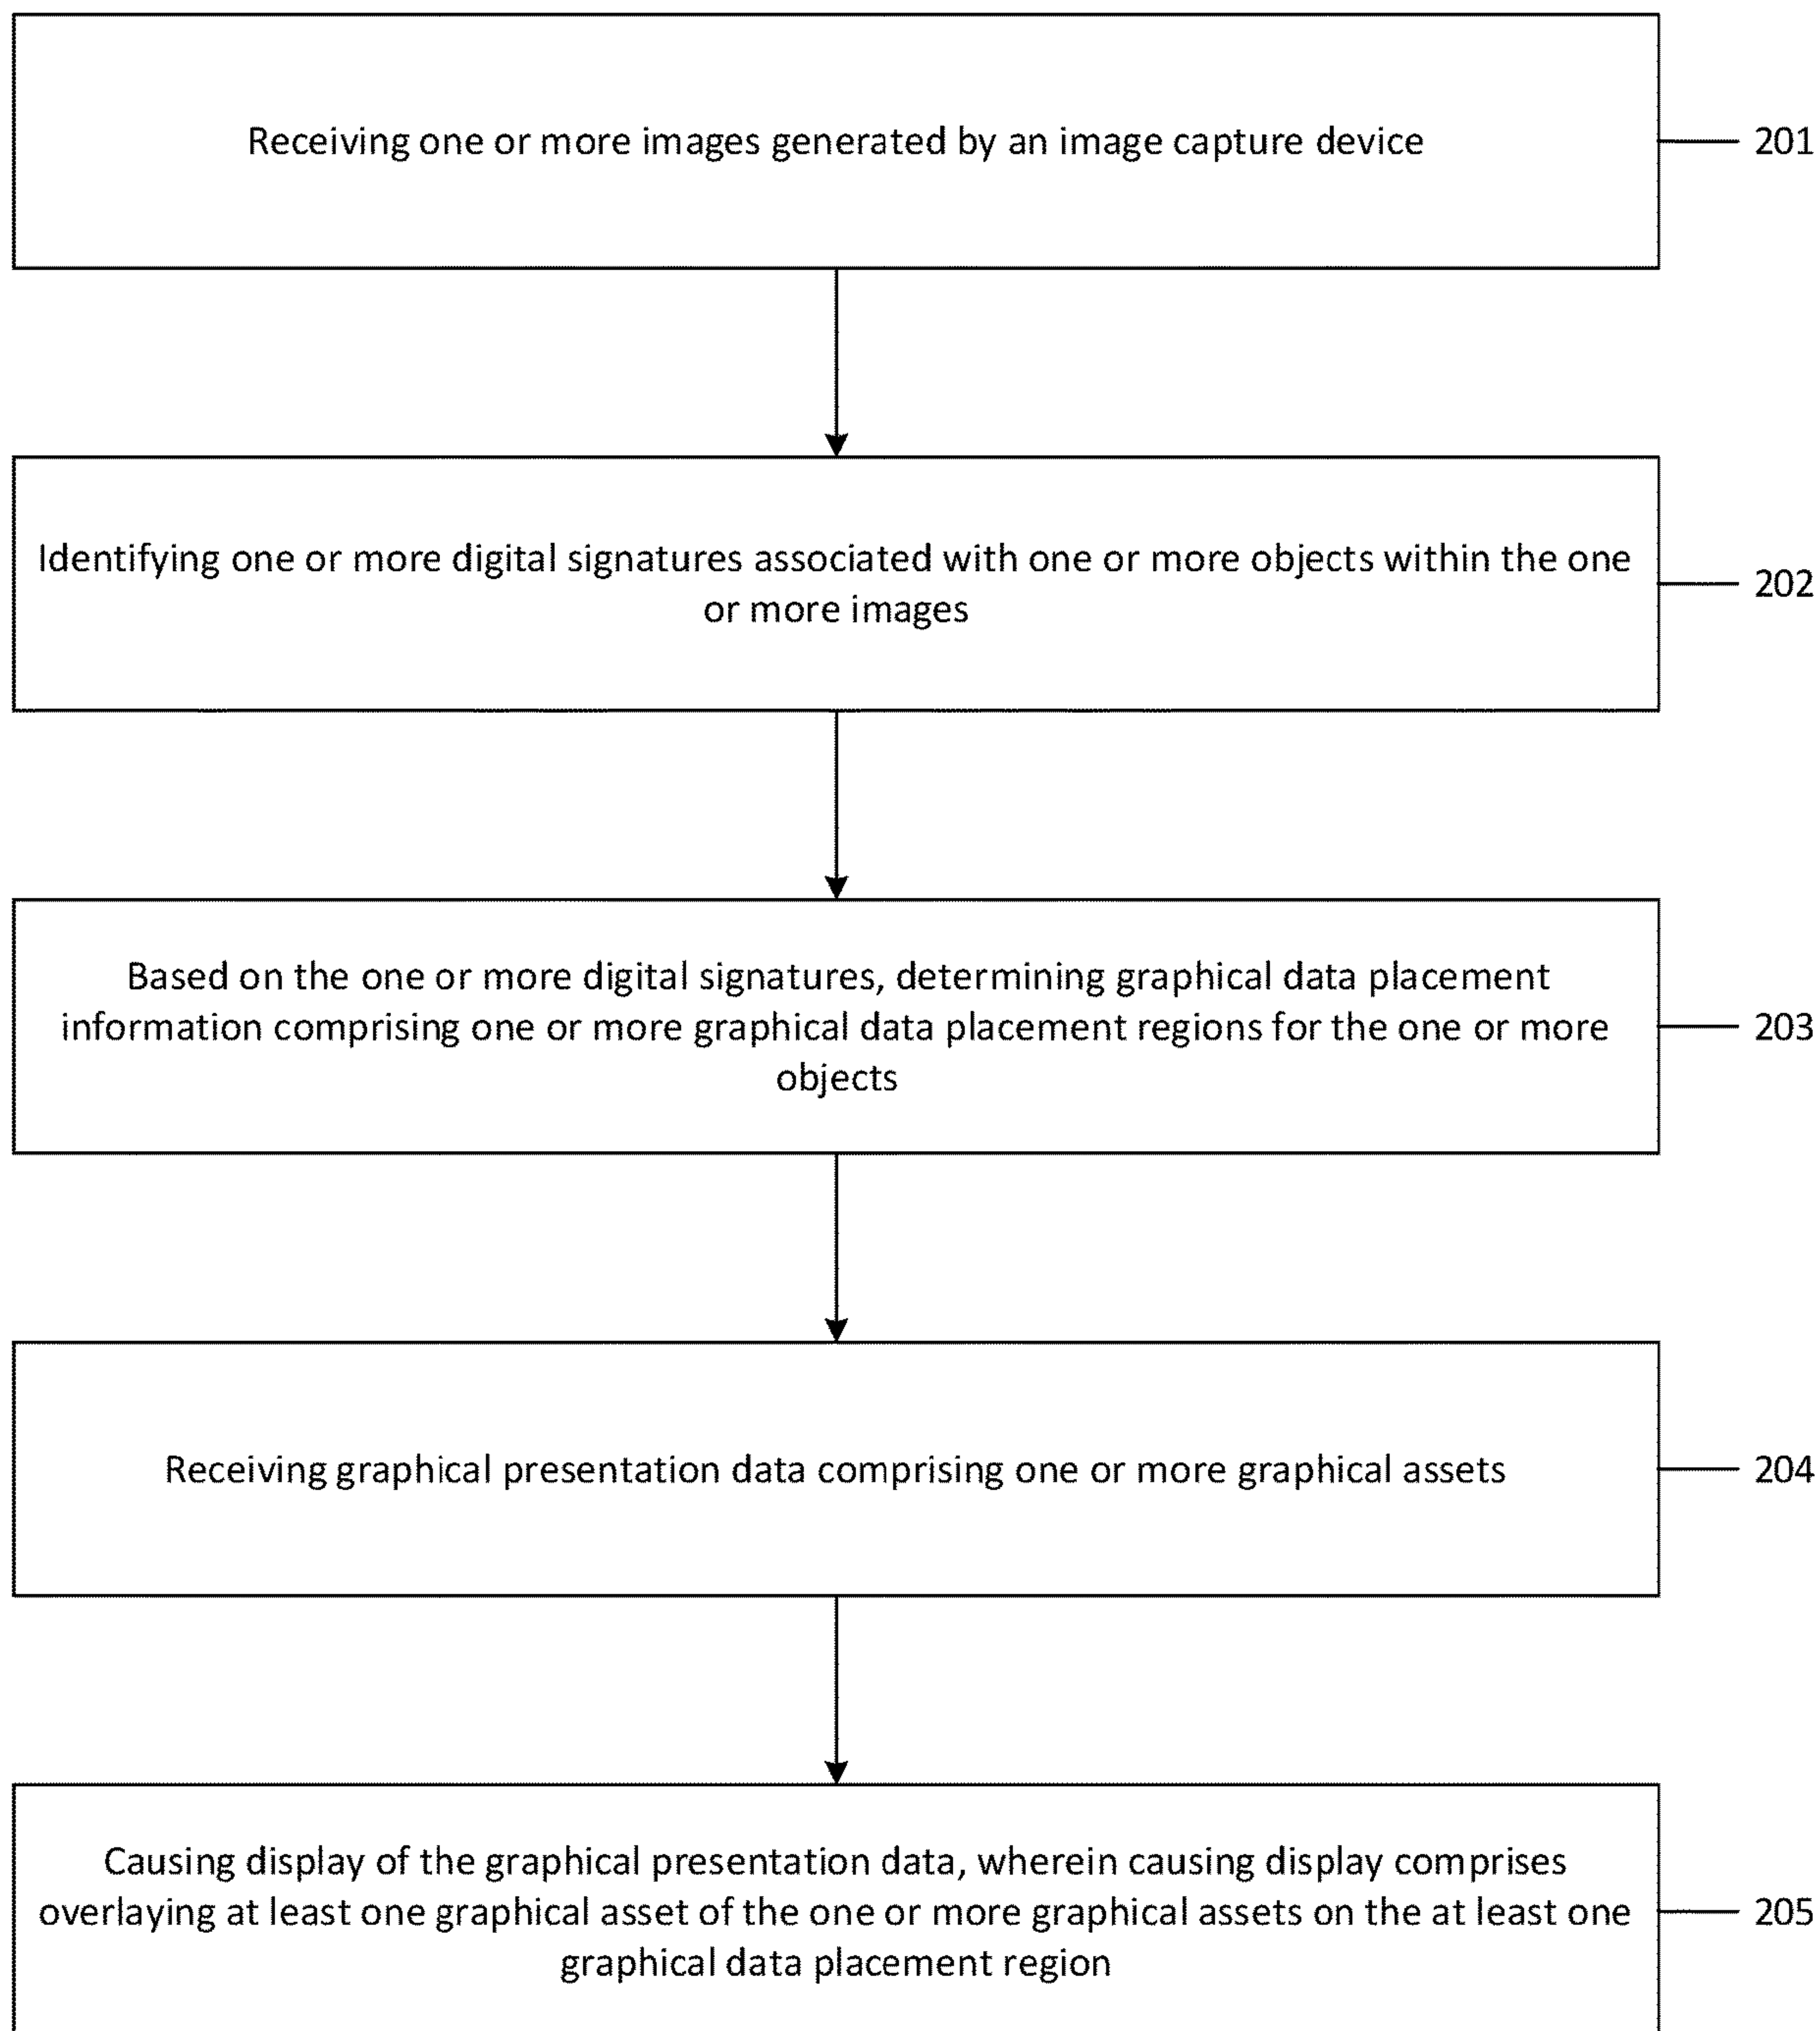 Receiving one or more images generated by an image capture device
201
Identifying one or more digital signatures associated with one or more objects within the one
or more images
202
Based on the one or more digital signatures, determining graphical data placement
information comprising one or more graphical data placement regions for the one or more
objects
203
Receiving graphical presentation data comprising one or more graphical assets
204
Causing display of the graphical presentation data, wherein causing display comprises
overlaying at least one graphical asset of the one or more graphical assets on the at least one
graphical data placement region
205